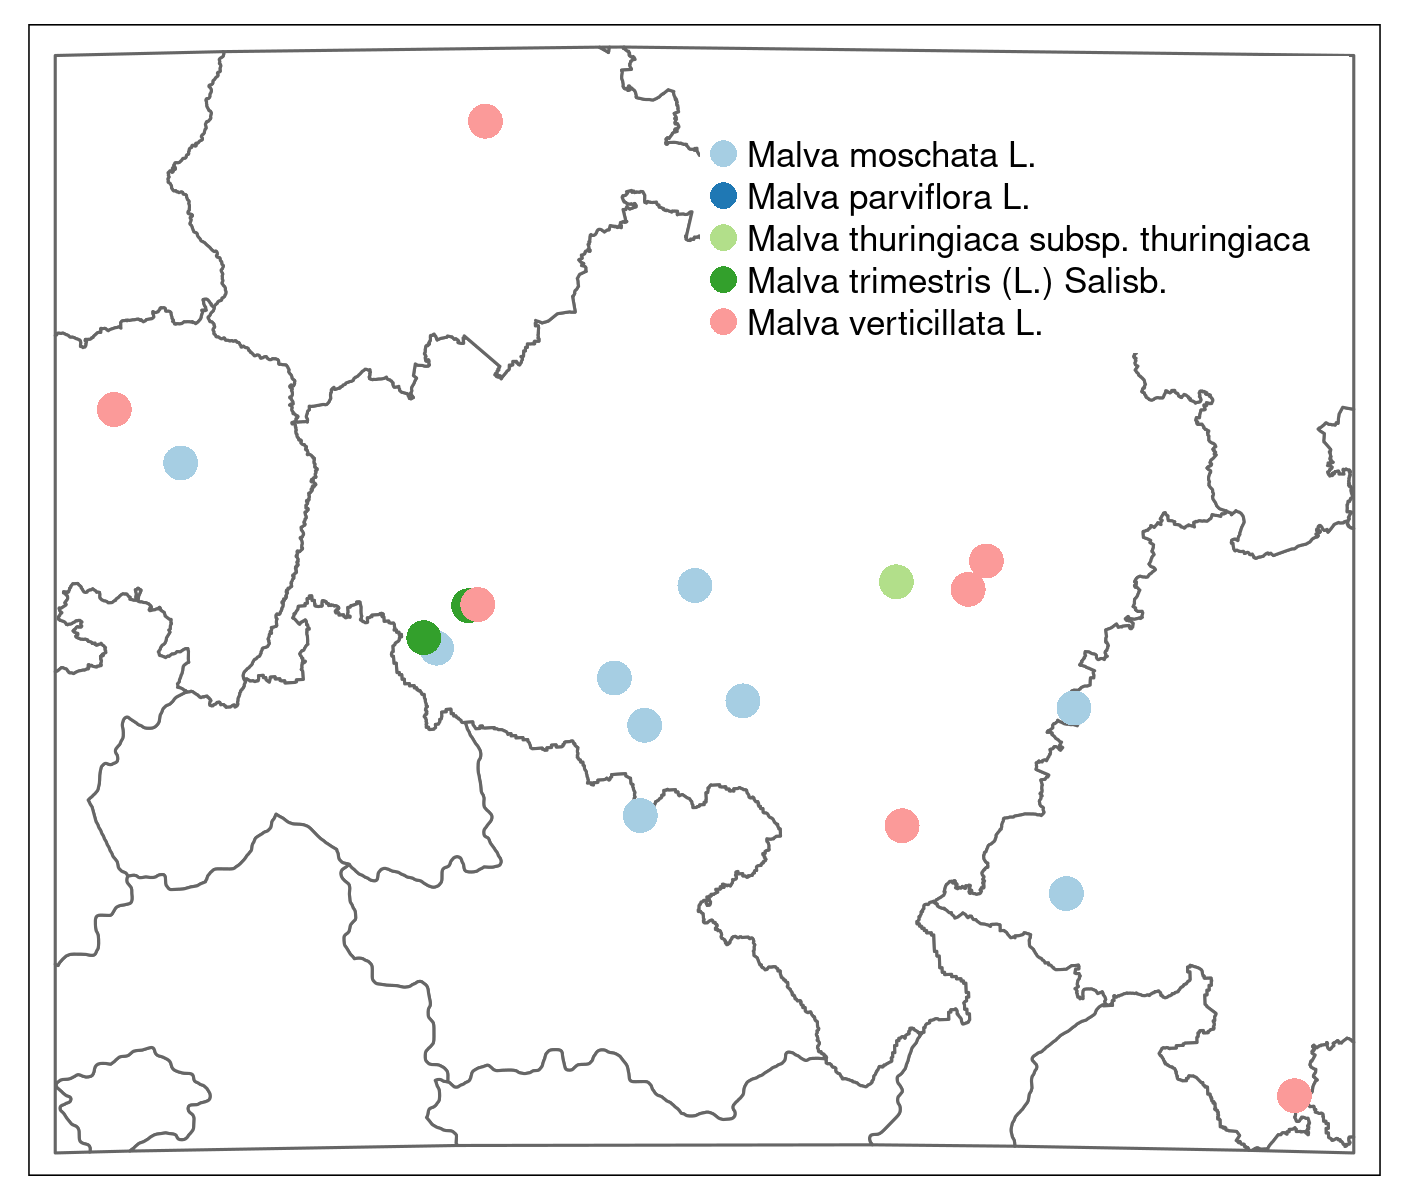 Malva moschata L.
Malva parviflora L.
Malva thuringiaca subsp. thuringiaca
Malva trimestris (L.) Salisb.
Malva verticillata L.